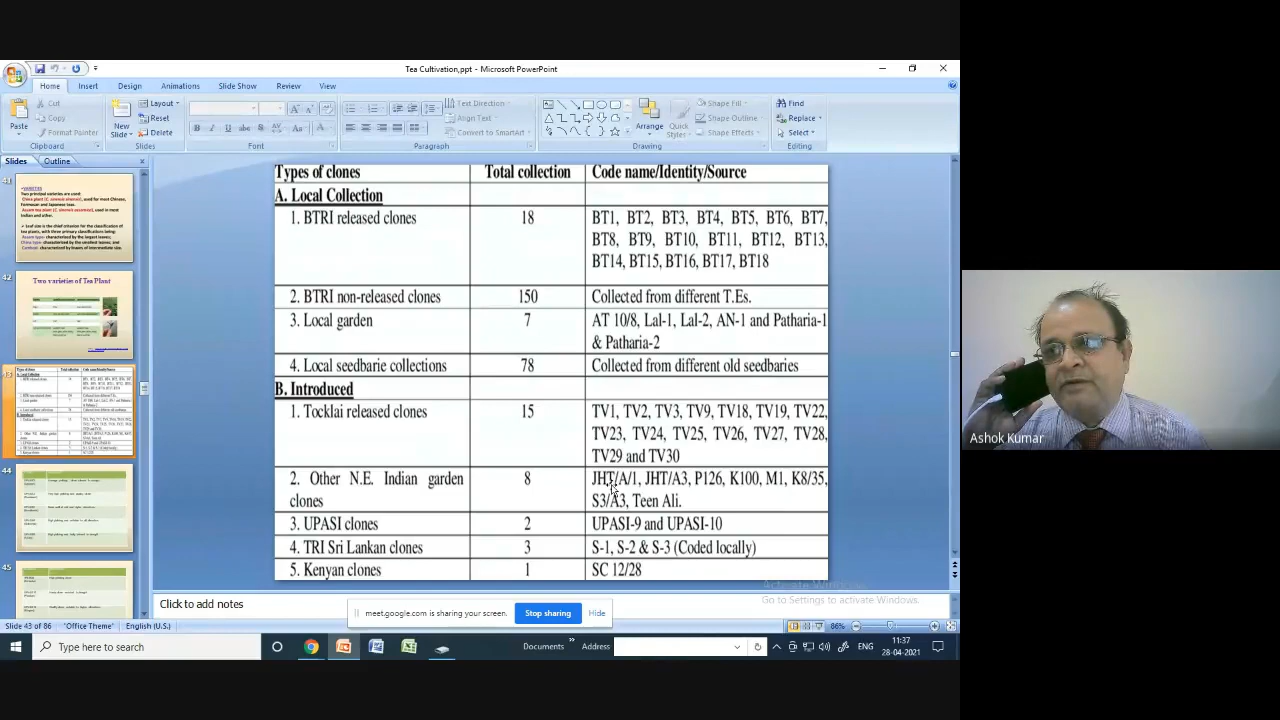 Tea Cultivation.ppt - Microsoft PowerPoint
Home Insert Design Animations Slide Show Review View
Paste
Cut
Copy
Format Painter
Clipboard
New Slide
Layout
Reset
Delete
Slides
Font
Text Direction
Align Text
Convert to SmartArt
Paragraph
Arrange
Quick Styles
Shape Fill
Shape Outline
Shape Effects
Drawing
Find
Replace
Select
Editing
Slides Outline
41
VARIETIES
Two principal varieties are used:
42
Two varieties of Tea Plant
43
44
45
Types of clones Total collection Code name/Identity/Source
A. Local Collection
1. BTRI released clones 18 BT1, BT2, BT3, BT4, BT5, BT6, BT7,
BT8, BT9, BT10, BT11, BT12, BT13,
BT14, BT15, BT16, BT17, BT18
2. BTRI non-released clones 150 Collected from different T.Es.
3. Local garden 7 AT 10/8, Lal-1, Lal-2, AN-1 and Patharia-1
& Patharia-2
4. Local seedbarie collections 78 Collected from different old seedbaries
B. Introduced
1. Tocklai released clones 15 TV1, TV2, TV3, TV9, TV18, TV19, TV22,
TV23, TV24, TV25, TV26, TV27, TV28,
TV29 and TV30
2. Other N.E. Indian garden 8 JHT/A/1, JHT/A3, P126, K100, M1, K8/35,
clones S3/A3, Teen Ali.
3. UPASI clones 2 UPASI-9 and UPASI-10
4. TRI Sri Lankan clones 3 S-1, S-2 & S-3 (Coded locally)
5. Kenyan clones 1 SC 12/28
Activate Windows
Go to Settings to activate Windows.
Click to add notes
meet.google.com is sharing your screen. Stop sharing Hide
Slide 43 of 86 "Office Theme" English (U.S.) 86%
Type here to search
Documents Address
ENG
11:37
28-04-2021
Ashok Kumar